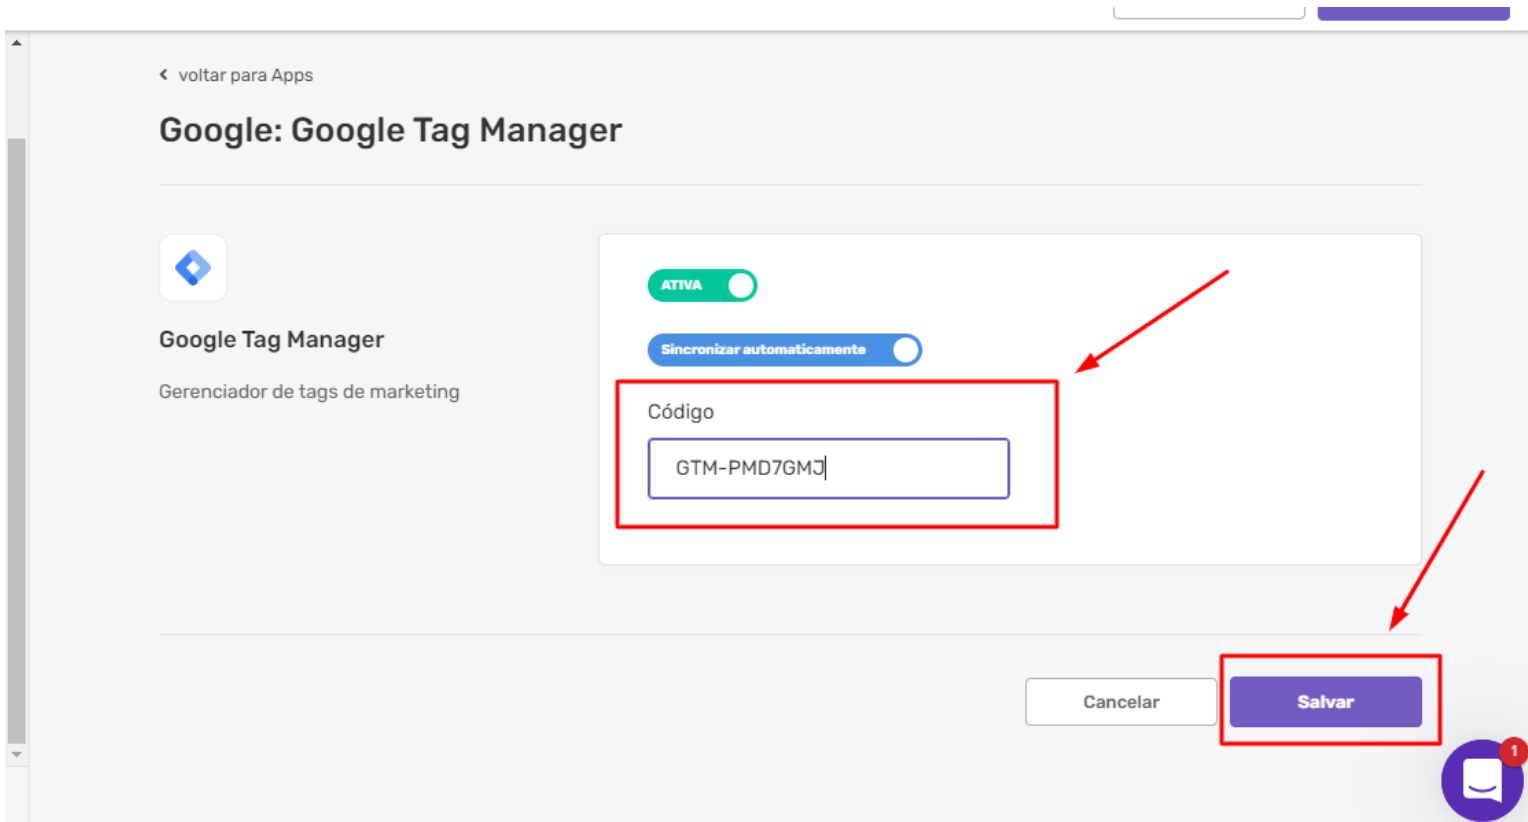 voltar para Apps
Google: Google Tag Manager
ATIVA
Google Tag Manager
Sincronizar automaticamente
Gerenciador de tags de marketing
Código
GTM-PMD7GMJ
Cancelar
Salvar
1